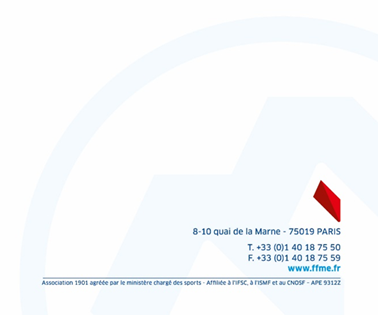 8-10 quai de la Marne - 75019 PARIS
T. +33 (0)1 40 18 75 50
F. +33 (0)1 40 18 75 59
www.ffme.fr
Association 1901 agréée par le ministère chargé des sports - Affiliée à l'IFSC, à l'ISMF et au CNOSF - APE 9312Z